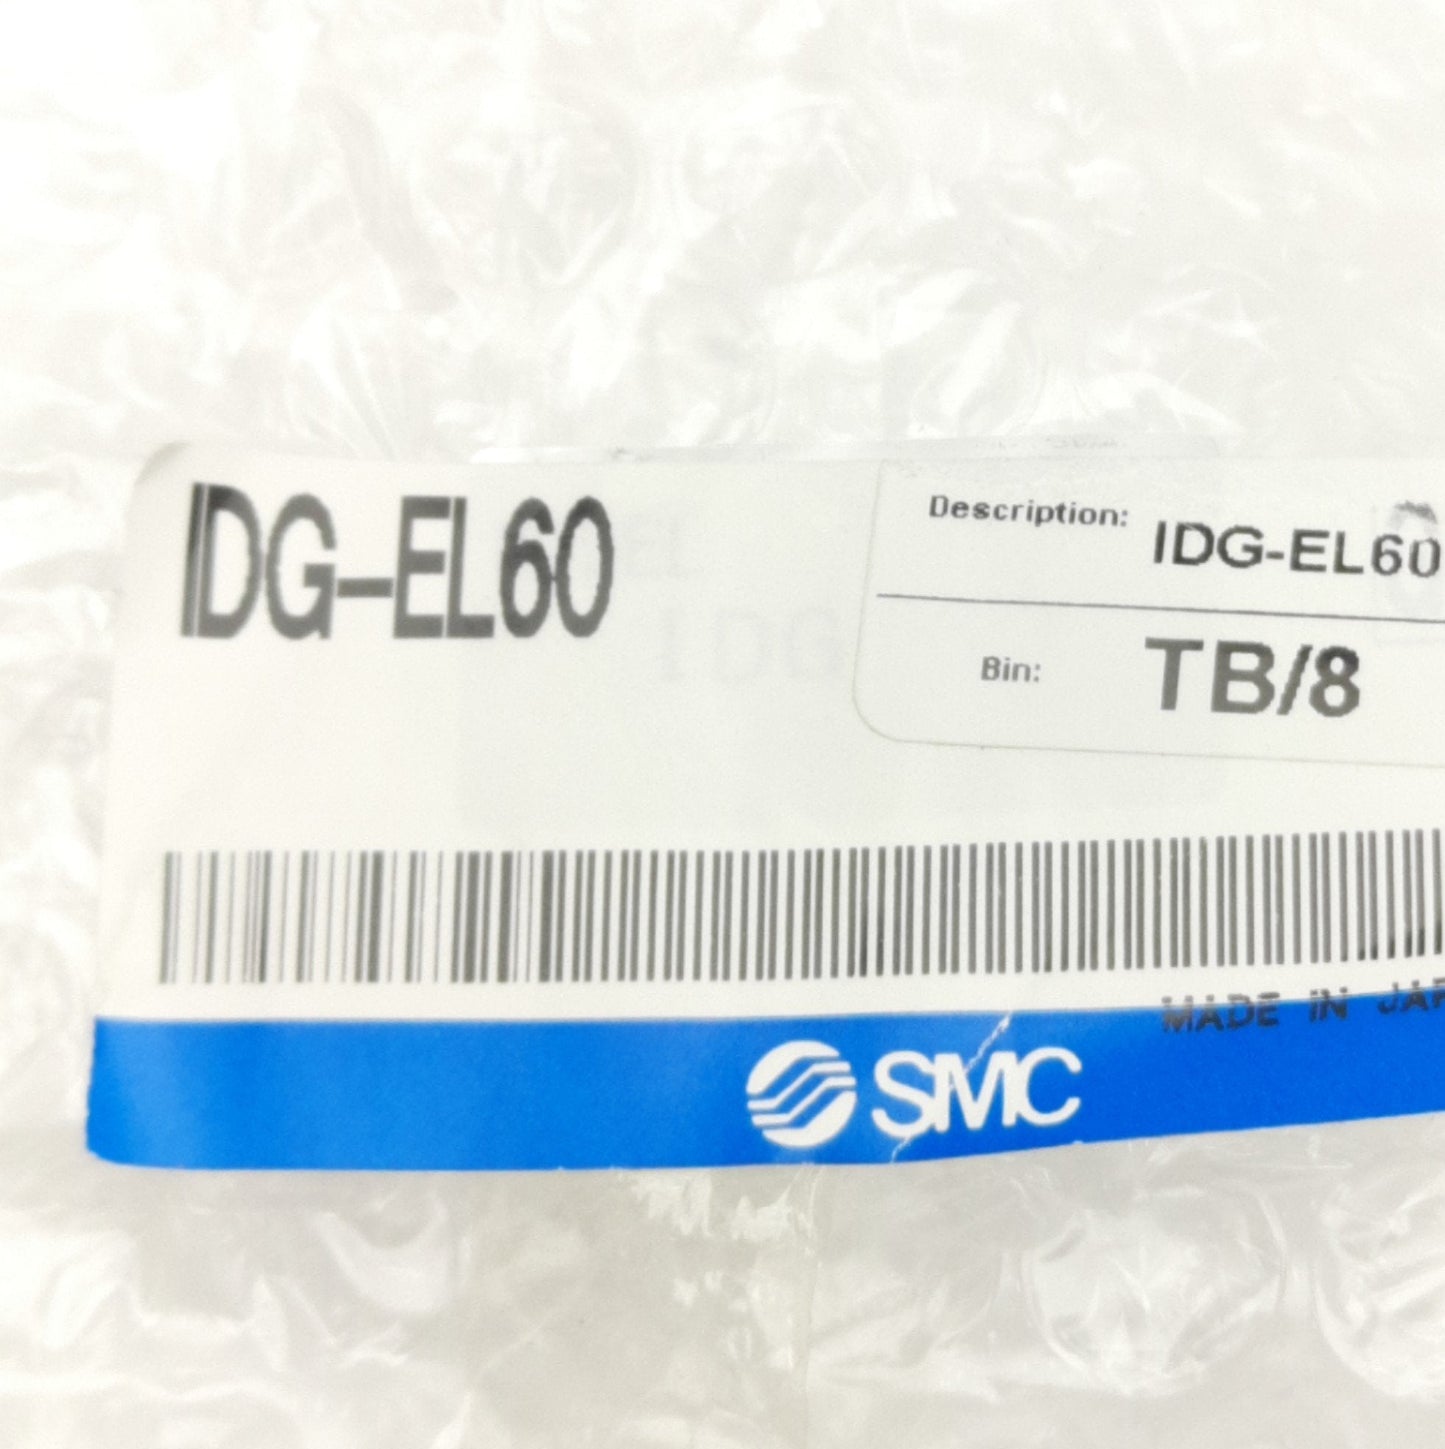 IDG-EL60
Description: IDG-EL60
Bin: TB/8
MADE IN
SMC